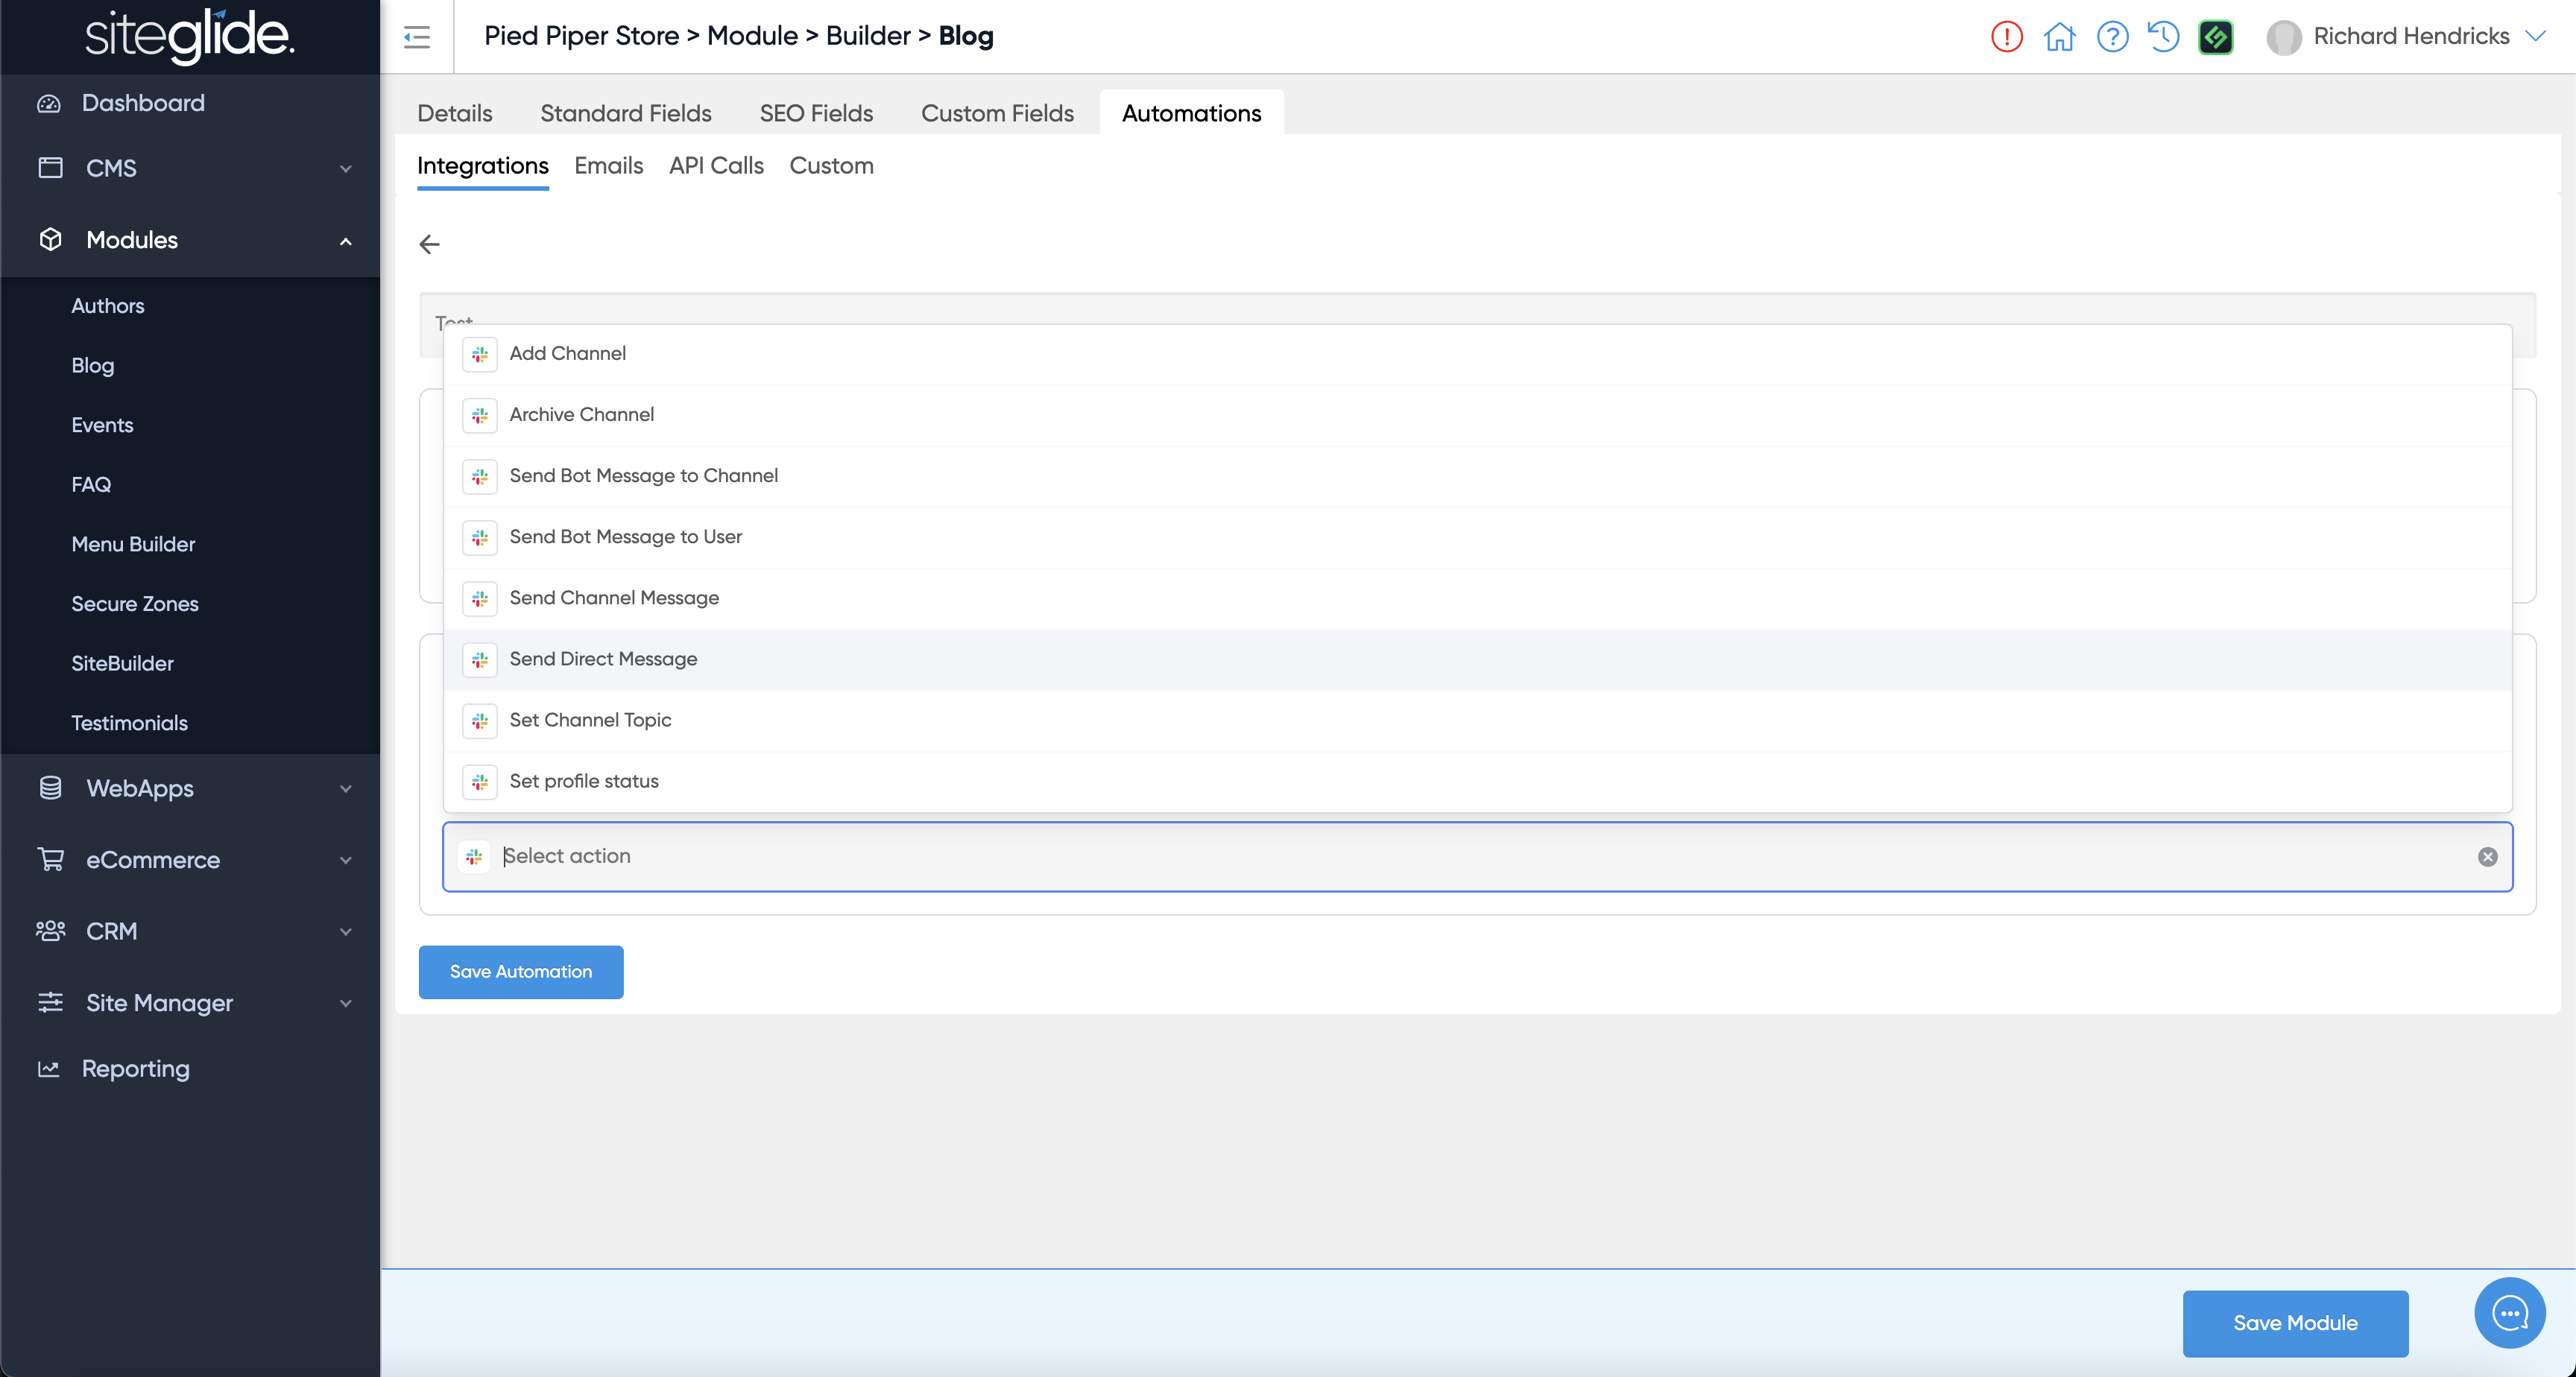 siteglide.
Pied Piper Store > Module > Builder > Blog
Richard Hendricks
Dashboard
CMS
Modules
Authors
Blog
Events
FAQ
Menu Builder
Secure Zones
SiteBuilder
Testimonials
WebApps
eCommerce
CRM
Site Manager
Reporting
Details Standard Fields SEO Fields Custom Fields Automations
Integrations Emails API Calls Custom
Test
Add Channel
Archive Channel
Send Bot Message to Channel
Send Bot Message to User
Send Channel Message
Send Direct Message
Set Channel Topic
Set profile status
Select action
Save Automation
Save Module